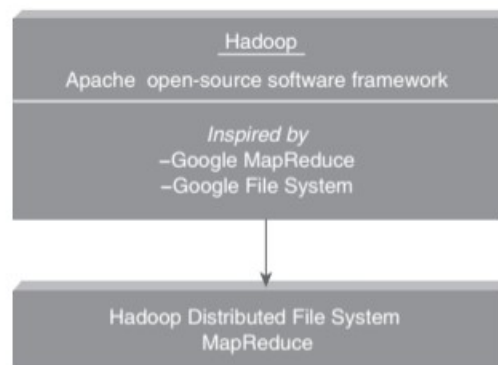 Hadoop
Apache open-source software framework
Inspired by
–Google MapReduce
–Google File System
Hadoop Distributed File System
MapReduce